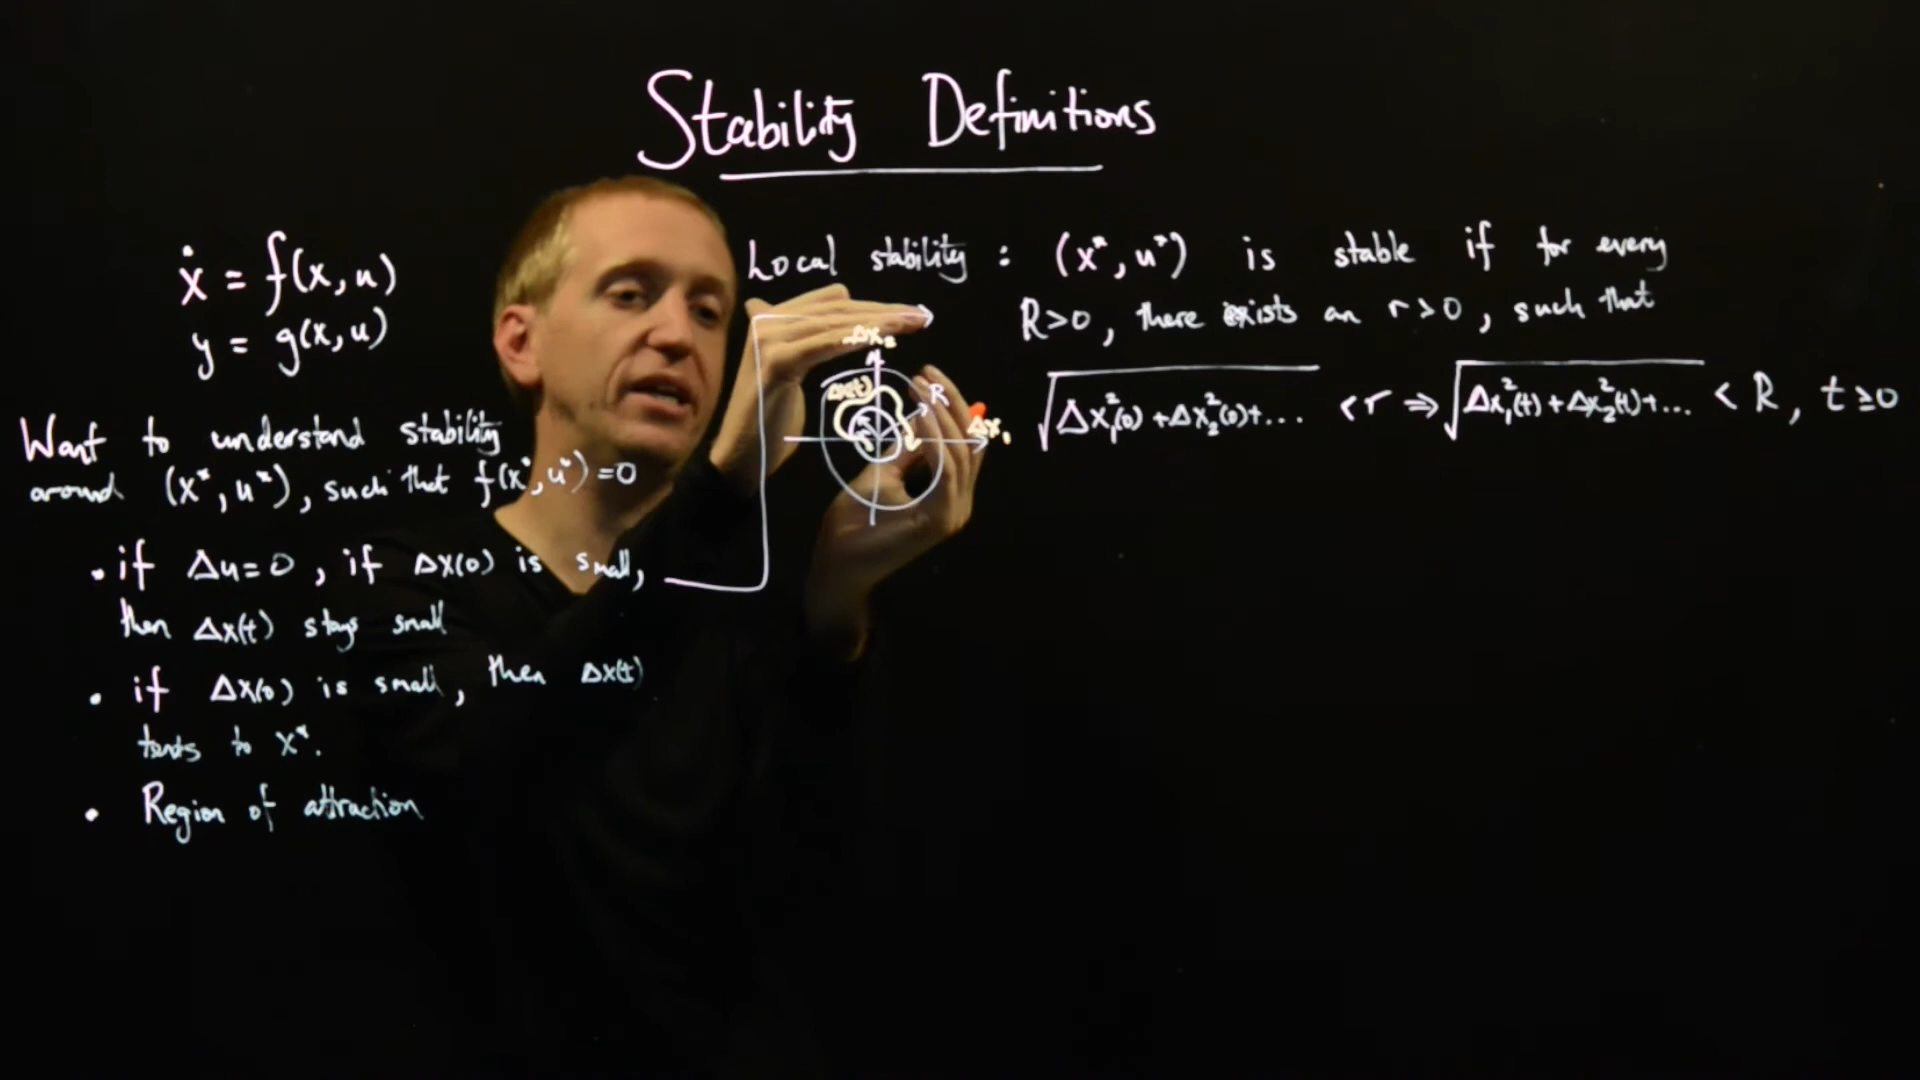 Stability Definitions
ẋ = f(x,u)
y = g(x,u)
Want to understand stability
around (x*, u*), such that f(x*, u*)=0
• if Δu=0, if Δx(0) is small,
then Δx(t) stays small
• if Δx(0) is small, then Δx(t)
tends to x*.
• Region of attraction
Local stability : (x*, u*) is stable if for every
R>0, there exists an r>0, such that
√(Δx₁²(0) + Δx₂²(0)+...) < r ⇒ √(Δx₁²(t) + Δx₂²(t)+...) < R, t≥0
Δx₂
Δx(t)
R
Δx₁